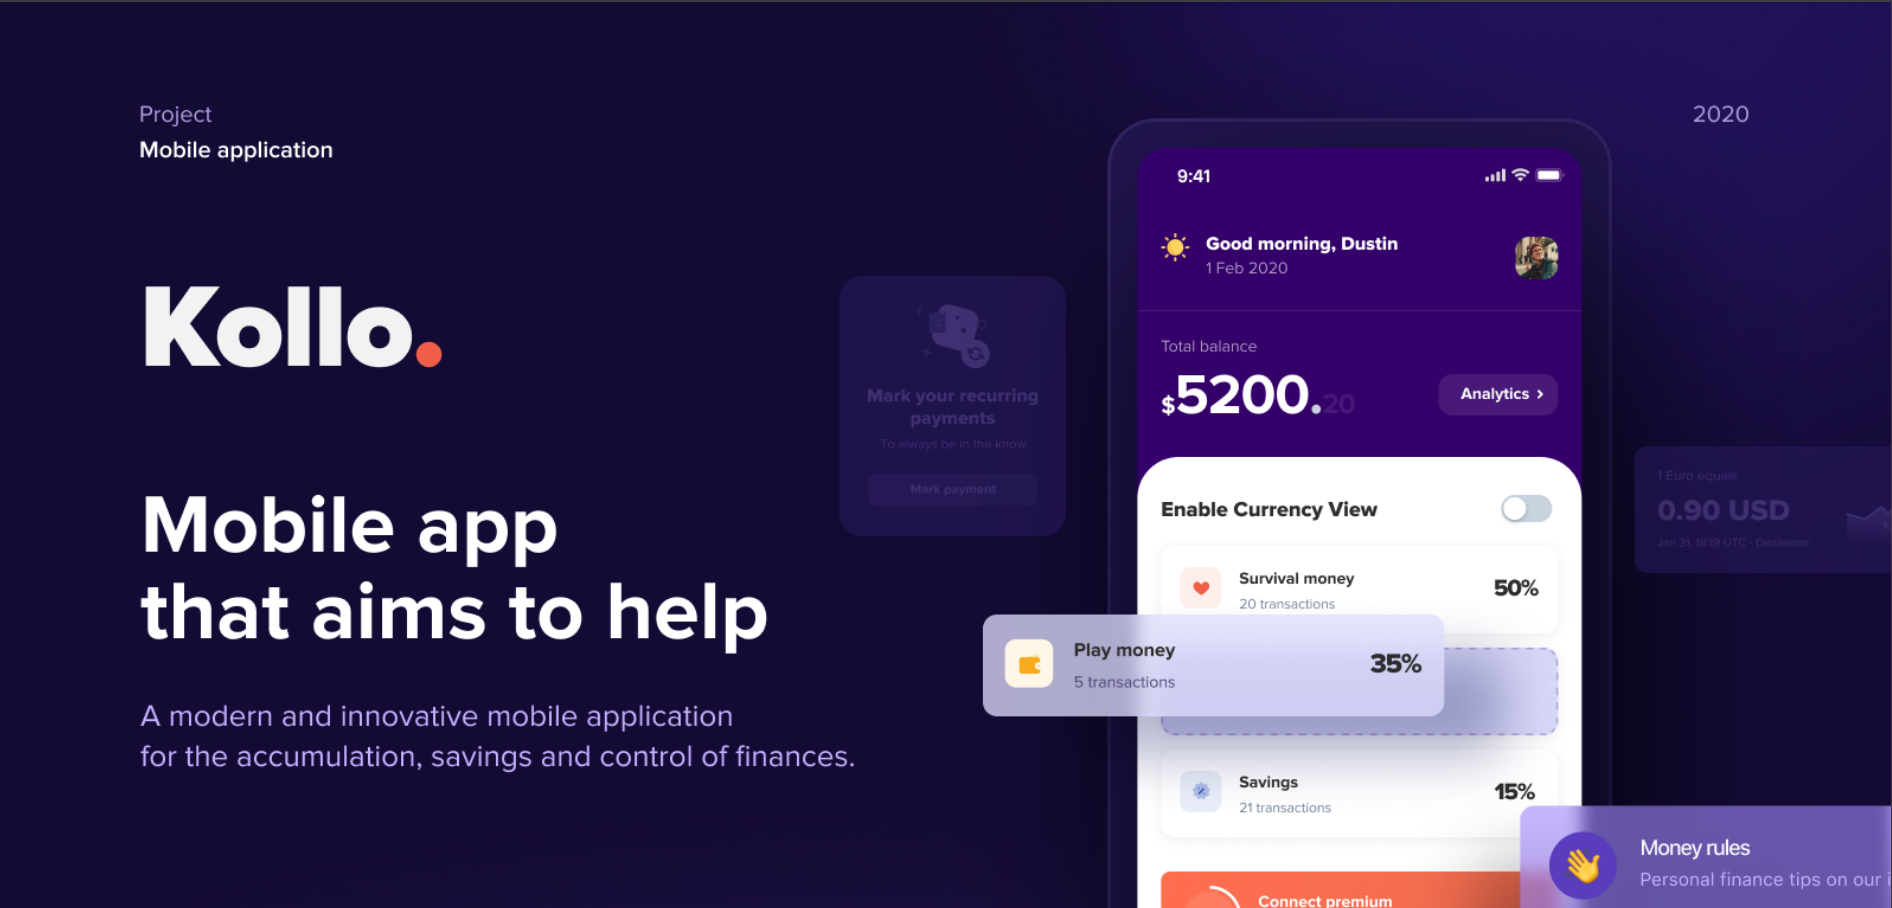 Project
Mobile application
2020
Kollo.
Mobile app
that aims to help
A modern and innovative mobile application
for the accumulation, savings and control of finances.
Mark your recurring
payments
To always be in the know
Mark payment
9:41
Good morning, Dustin
1 Feb 2020
Total balance
$5200.20
Analytics ›
Enable Currency View
Survival money
20 transactions
50%
Play money
5 transactions
35%
Savings
21 transactions
15%
Connect premium
1 Euro equals
0.90 USD
Jan 31, 18:19 UTC · Disclaimer
Money rules
Personal finance tips on our i